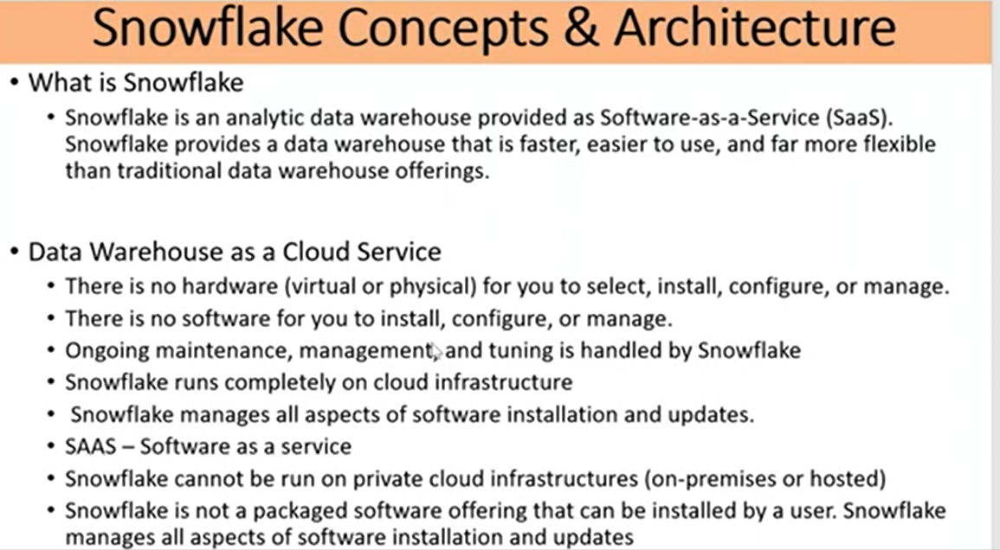 Snowflake Concepts & Architecture
• What is Snowflake
• Snowflake is an analytic data warehouse provided as Software-as-a-Service (SaaS).
Snowflake provides a data warehouse that is faster, easier to use, and far more flexible
than traditional data warehouse offerings.
• Data Warehouse as a Cloud Service
• There is no hardware (virtual or physical) for you to select, install, configure, or manage.
• There is no software for you to install, configure, or manage.
• Ongoing maintenance, management, and tuning is handled by Snowflake
• Snowflake runs completely on cloud infrastructure
• Snowflake manages all aspects of software installation and updates.
• SAAS – Software as a service
• Snowflake cannot be run on private cloud infrastructures (on-premises or hosted)
• Snowflake is not a packaged software offering that can be installed by a user. Snowflake
manages all aspects of software installation and updates